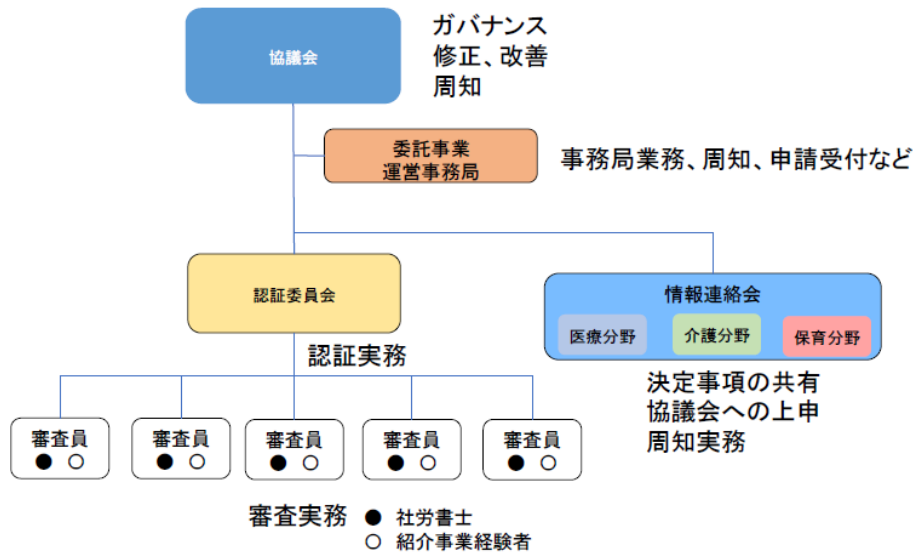 協議会
ガバナンス
修正、改善
周知
委託事業
運営事務局
事務局業務、周知、申請受付など
認証委員会
情報連絡会
医療分野
介護分野
保育分野
認証実務
決定事項の共有
協議会への上申
周知実務
審査員
● ○
審査員
● ○
審査員
● ○
審査員
● ○
審査員
● ○
審査実務
● 社労書士
○ 紹介事業経験者